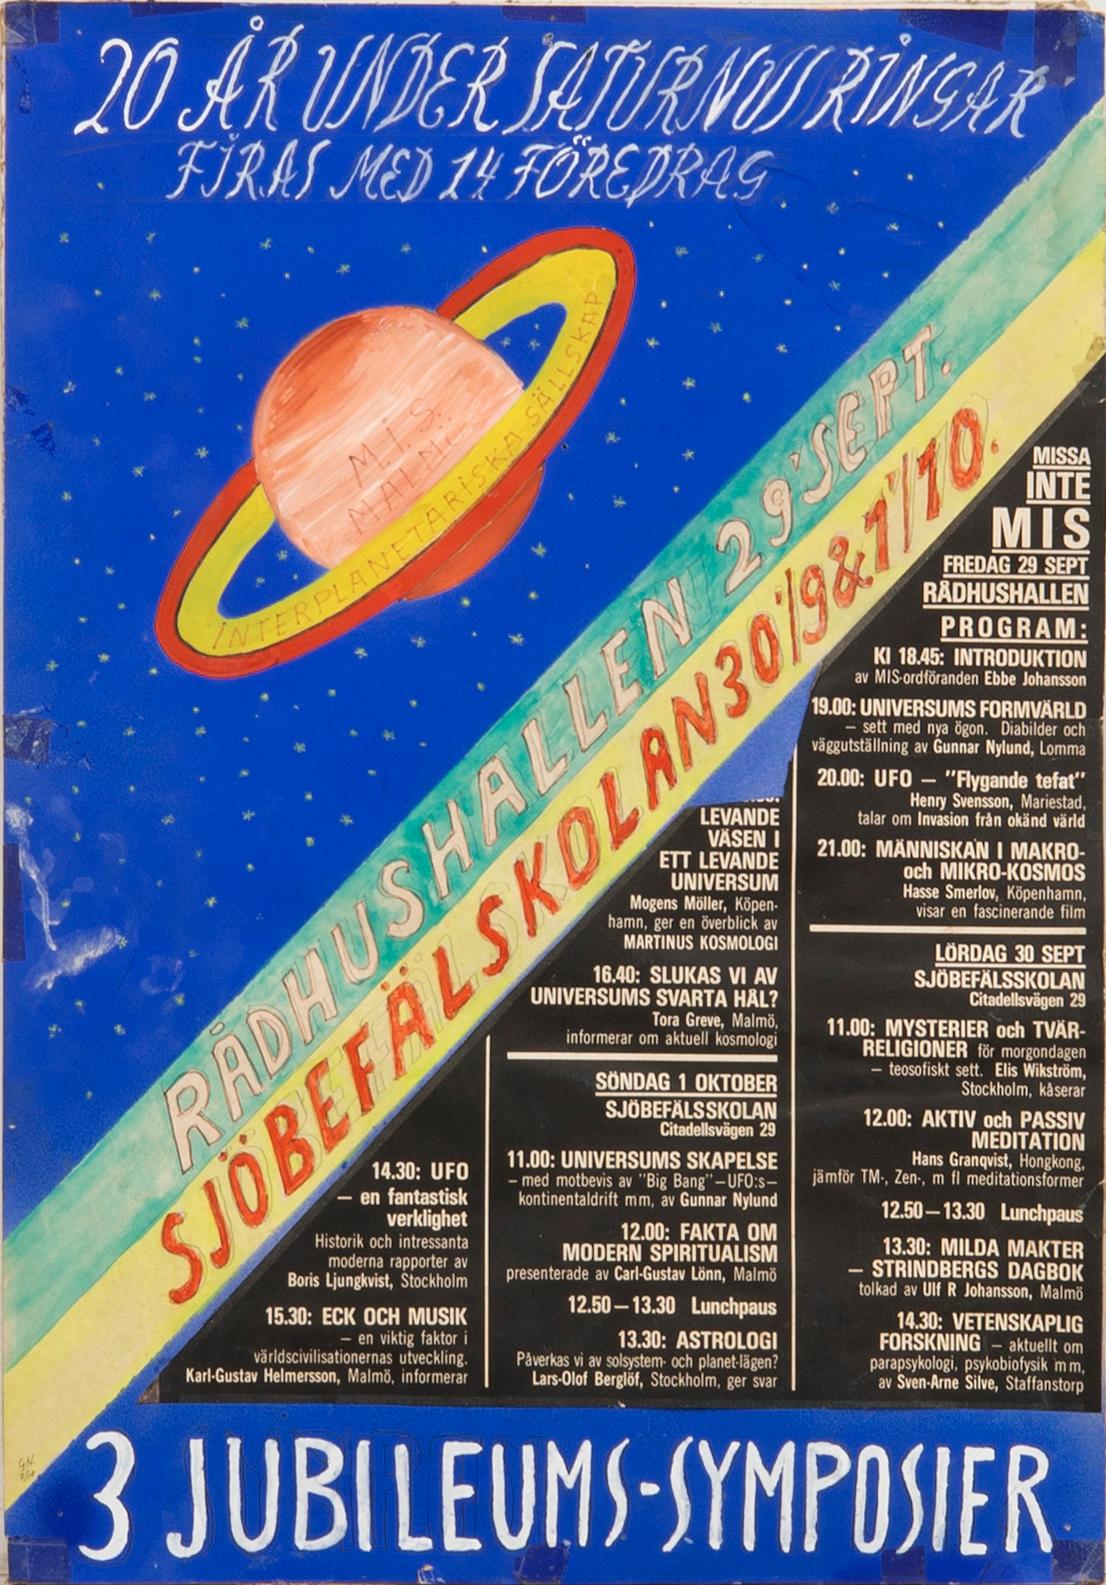 20 ÅR UNDER SATURNUS RINGAR
FIRAS MED 14 FÖREDRAG
M.I.S.
MALMÖ
INTERPLANETARISKA SÄLLSKAP
RÅDHUSHALLEN 29' SEPT.
SJÖBEFÄLSKOLAN 30'/9 & 1'/10.
MISSA
INTE
MIS
FREDAG 29 SEPT
RÅDHUSHALLEN
PROGRAM:
Kl 18.45: INTRODUKTION
av MIS-ordföranden Ebbe Johansson
19.00: UNIVERSUMS FORMVÄRLD
– sett med nya ögon. Diabilder och
väggutställning av Gunnar Nylund, Lomma
20.00: UFO – "Flygande tefat"
Henry Svensson, Mariestad,
talar om Invasion från okänd värld
21.00: MÄNNISKAN I MAKRO-
och MIKRO-KOSMOS
Hasse Smerlov, Köpenhamn,
visar en fascinerande film
LÖRDAG 30 SEPT
SJÖBEFÄLSSKOLAN
Citadellsvägen 29
11.00: MYSTERIER och TVÄR-
RELIGIONER för morgondagen
– teosofiskt sett. Elis Wikström,
Stockholm, kåserar
12.00: AKTIV och PASSIV
MEDITATION
Hans Granqvist, Hongkong,
jämför TM-, Zen-, m fl meditationsformer
12.50–13.30 Lunchpaus
13.30: MILDA MAKTER
– STRINDBERGS DAGBOK
tolkad av Ulf R Johansson, Malmö
14.30: VETENSKAPLIG
FORSKNING – aktuellt om
parapsykologi, psykobiofysik m m,
av Sven-Arne Silve, Staffanstorp
LEVANDE
VÄSEN I
ETT LEVANDE
UNIVERSUM
Mogens Möller, Köpen-
hamn, ger en överblick av
MARTINUS KOSMOLOGI
16.40: SLUKAS VI AV
UNIVERSUMS SVARTA HÅL?
Tora Greve, Malmö,
informerar om aktuell kosmologi
SÖNDAG 1 OKTOBER
SJÖBEFÄLSSKOLAN
Citadellsvägen 29
11.00: UNIVERSUMS SKAPELSE
– med motbevis av "Big Bang" –UFO:s–
kontinentaldrift mm, av Gunnar Nylund
12.00: FAKTA OM
MODERN SPIRITUALISM
presenterade av Carl-Gustav Lönn, Malmö
12.50–13.30 Lunchpaus
13.30: ASTROLOGI
Påverkas vi av solsystem- och planet-lägen?
Lars-Olof Berglöf, Stockholm, ger svar
14.30: UFO
– en fantastisk
verklighet
Historik och intressanta
moderna rapporter av
Boris Ljungkvist, Stockholm
15.30: ECK OCH MUSIK
– en viktig faktor i
världscivilisationernas utveckling.
Karl-Gustav Helmersson, Malmö, informerar
3 JUBILEUMS-SYMPOSIER